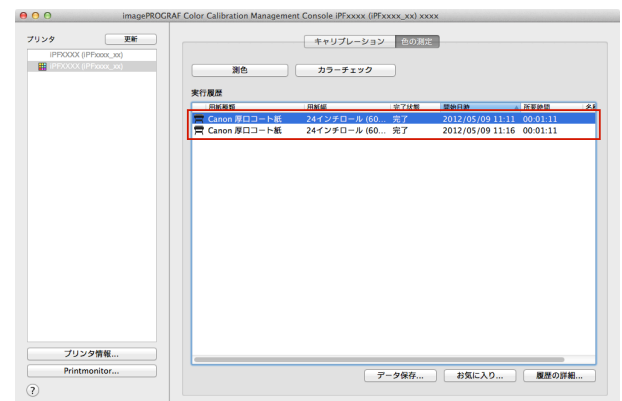 imagePROGRAF Color Calibration Management Console iPFxxxx (iPFxxxx_xx) xxxx
プリンタ
更新
iPFXXXX (iPFxxxx_xx)
iPFXXXX (iPFxxxx_xx)
キャリブレーション 色の測定
測色 カラーチェック
実行履歴
用紙種類 用紙幅 完了状態 開始日時 所要時間
Canon 厚口コート紙 24インチロール (60... 完了 2012/05/09 11:11 00:01:11
Canon 厚口コート紙 24インチロール (60... 完了 2012/05/09 11:16 00:01:11
プリンタ情報...
Printmonitor...
データ保存... お気に入り... 履歴の詳細...
?